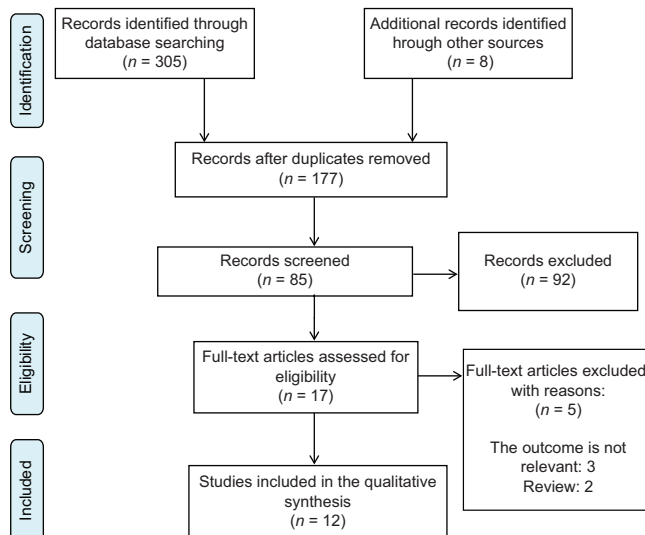 Identification
Records identified through
database searching
(n = 305)
Additional records identified
hrough other sources
(n = 8)
Records after duplicates removed
(n = 177)
Screening
Records screened
(n = 85)
Records excluded
(n = 92)
Eligibility
Full-text articles assessed for
eligibility
(n = 17)
Full-text articles excluded
with reasons:
(n = 5)
The outcome is not
relevant: 3
Review: 2
Included
Studies included in the qualitative
synthesis
(n = 12)